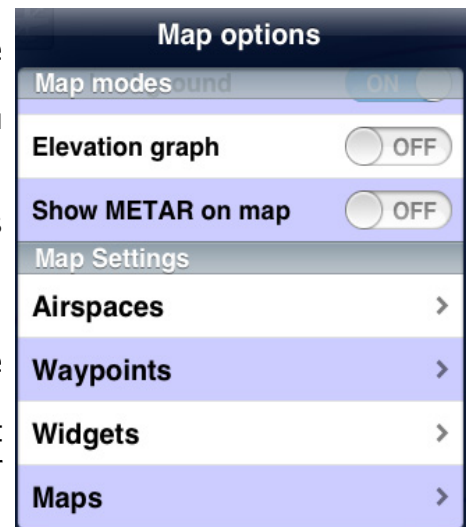 Map options
Map modes
ON
Elevation graph
OFF
Show METAR on map
OFF
Map Settings
Airspaces
Waypoints
Widgets
Maps